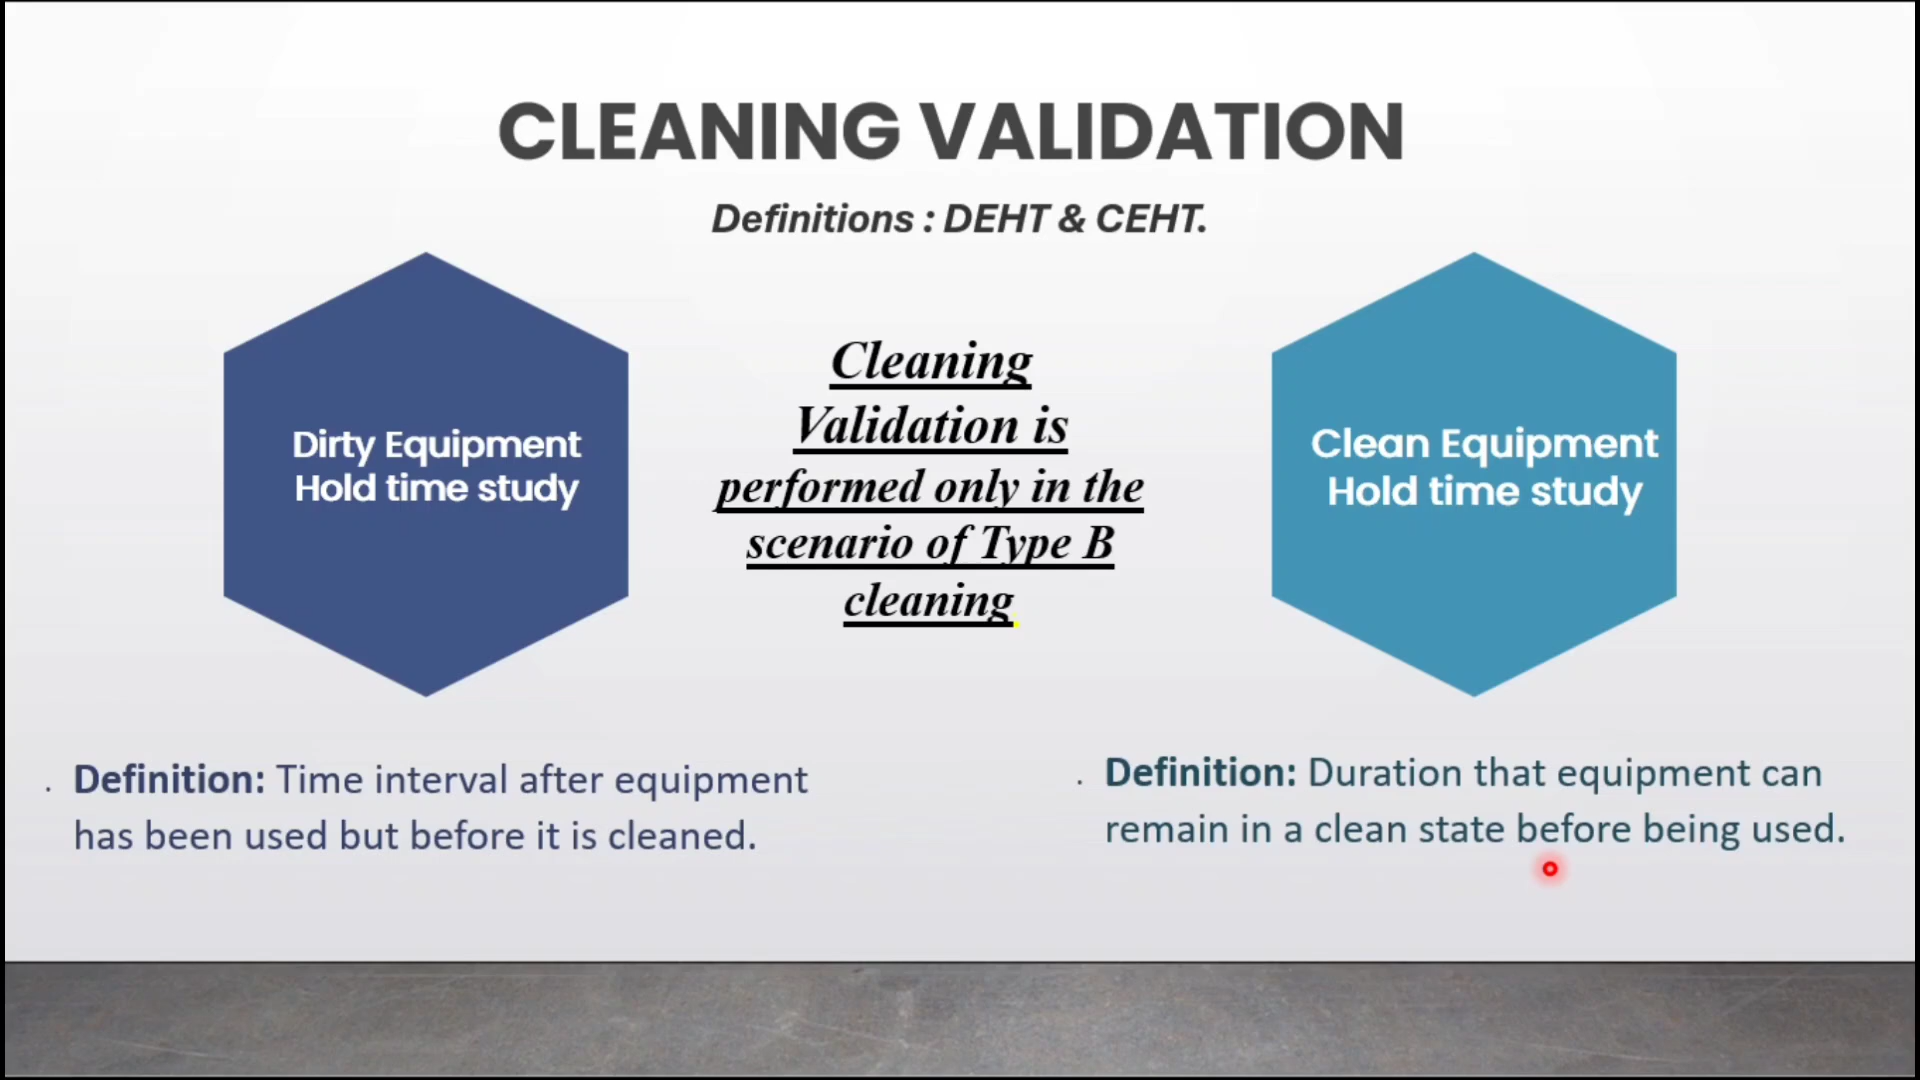 CLEANING VALIDATION
Definitions : DEHT & CEHT.
Dirty Equipment
Hold time study
Cleaning
Validation is
performed only in the
scenario of Type B
cleaning.
Clean Equipment
Hold time study
Definition: Time interval after equipment
has been used but before it is cleaned.
Definition: Duration that equipment can
remain in a clean state before being used.